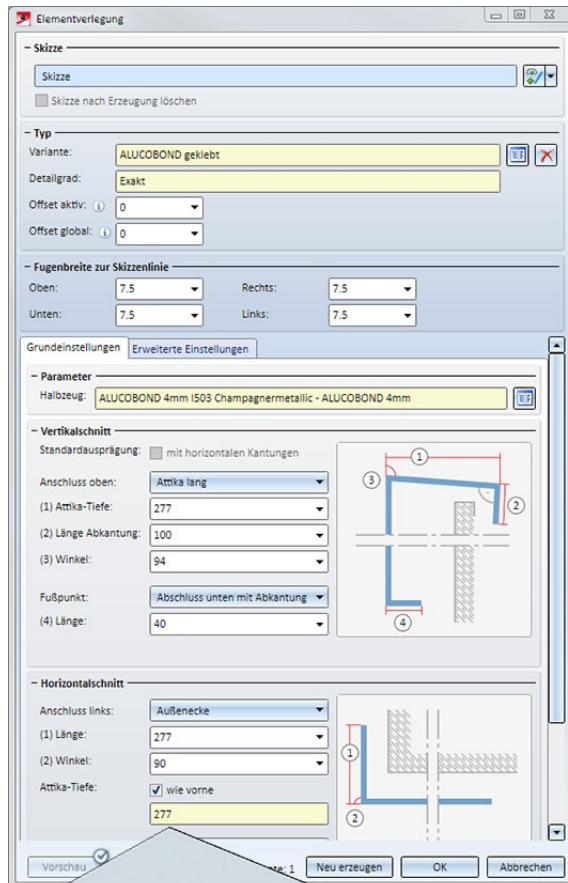 Elementverlegung
Skizze
Skizze
Skizze nach Erzeugung löschen
Typ
Variante: ALUCOBOND geklebt
Detailgrad: Exakt
Offset aktiv: 0
Offset global: 0
Fugenbreite zur Skizzenlinie
Oben: 7.5 Rechts: 7.5
Unten: 7.5 Links: 7.5
Grundeinstellungen Erweiterte Einstellungen
Parameter
Halbzeug: ALUCOBOND 4mm I503 Champagnermetallic - ALUCOBOND 4mm
Vertikalschnitt
Standardausprägung: mit horizontalen Kantungen
Anschluss oben: Attika lang
(1) Attika-Tiefe: 277
(2) Länge Abkantung: 100
(3) Winkel: 94
Fußpunkt: Abschluss unten mit Abkantung
(4) Länge: 40
1
3
2
4
Horizontalschnitt
Anschluss links: Außenecke
(1) Länge: 277
(2) Winkel: 90
Attika-Tiefe: wie vorne
277
1
2
Vorschau 1 Neu erzeugen OK Abbrechen